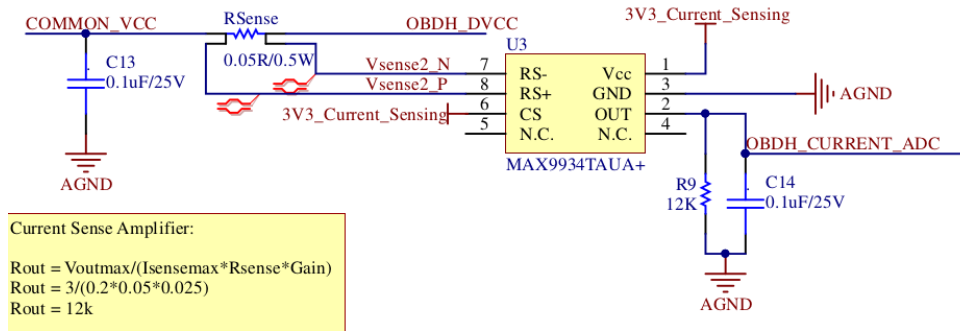 COMMON_VCC
RSense
OBDH_DVCC
0.05R/0.5W
C13
0.1uF/25V
AGND
Vsense2_N
Vsense2_P
3V3_Current_Sensing
3V3_Current_Sensing
U3
7 RS- Vcc 1
8 RS+ GND 3
6 CS OUT 2
5 N.C. N.C. 4
MAX9934TAUA+
AGND
OBDH_CURRENT_ADC
R9
12K
C14
0.1uF/25V
AGND
Current Sense Amplifier:
Rout = Voutmax/(Isensemax*Rsense*Gain)
Rout = 3/(0.2*0.05*0.025)
Rout = 12k